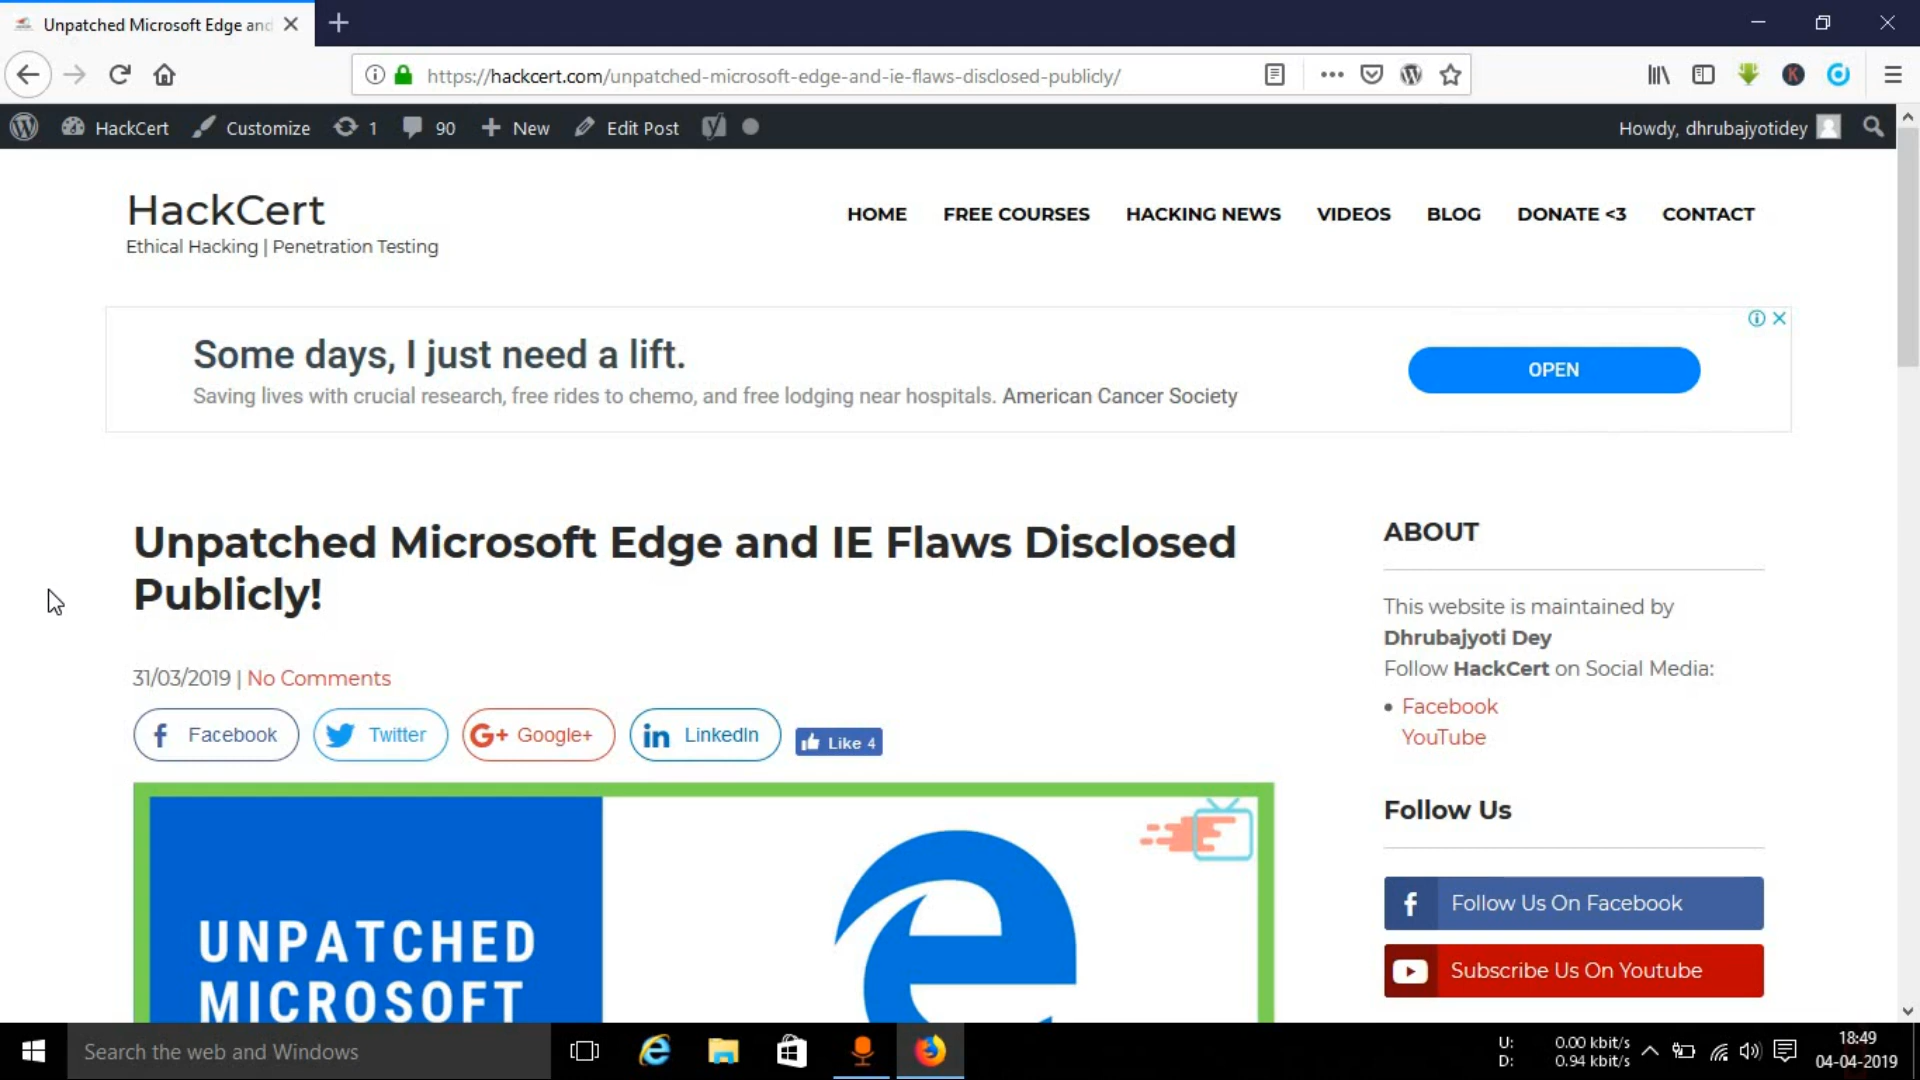 Unpatched Microsoft Edge and
https://hackcert.com/unpatched-microsoft-edge-and-ie-flaws-disclosed-publicly/
HackCert Customize 1 90 New Edit Post Howdy, dhrubajyotidey
HackCert
Ethical Hacking | Penetration Testing
HOME FREE COURSES HACKING NEWS VIDEOS BLOG DONATE <3 CONTACT
Some days, I just need a lift.
Saving lives with crucial research, free rides to chemo, and free lodging near hospitals. American Cancer Society
OPEN
Unpatched Microsoft Edge and IE Flaws Disclosed
Publicly!
31/03/2019 | No Comments
Facebook Twitter G+ Google+ in LinkedIn Like 4
UNPATCHED
MICROSOFT
ABOUT
This website is maintained by
Dhrubajyoti Dey
Follow HackCert on Social Media:
Facebook
YouTube
Follow Us
Follow Us On Facebook
Subscribe Us On Youtube
Search the web and Windows
U: 0.00 kbit/s
D: 0.94 kbit/s
18:49
04-04-2019